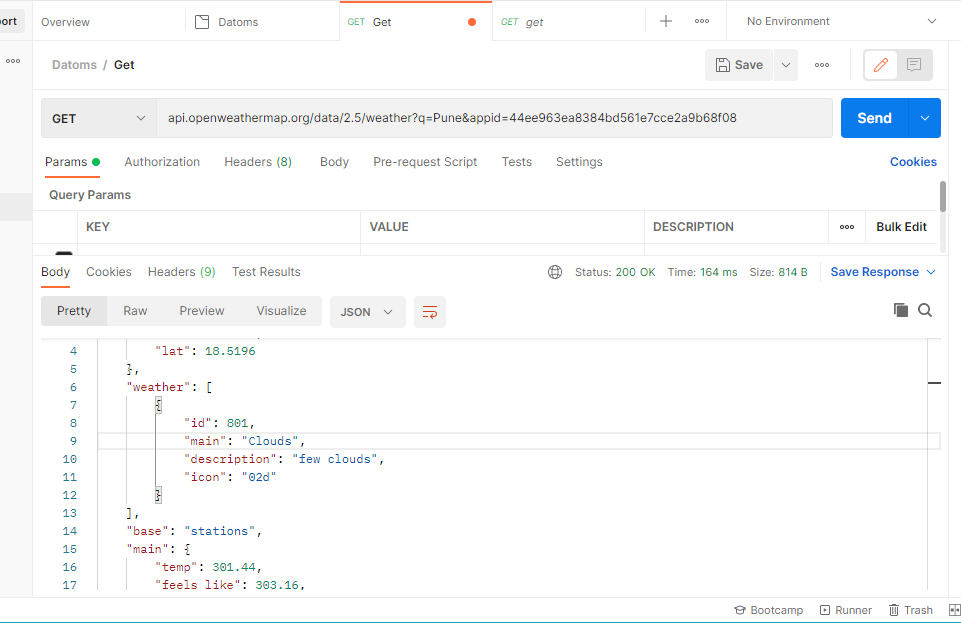 ort Overview Datoms GET Get GET get No Environment
Datoms / Get Save
GET api.openweathermap.org/data/2.5/weather?q=Pune&appid=44ee963ea8384bd561e7cce2a9b68f08 Send
Params Authorization Headers (8) Body Pre-request Script Tests Settings Cookies
Query Params
KEY VALUE DESCRIPTION Bulk Edit
Body Cookies Headers (9) Test Results Status: 200 OK Time: 164 ms Size: 814 B Save Response
Pretty Raw Preview Visualize JSON
4 "lat": 18.5196
5 },
6 "weather": [
7 {
8 "id": 801,
9 "main": "Clouds",
10 "description": "few clouds",
11 "icon": "02d"
12 }
13 ],
14 "base": "stations",
15 "main": {
16 "temp": 301.44,
17 "feels like": 303.16,
Bootcamp Runner Trash